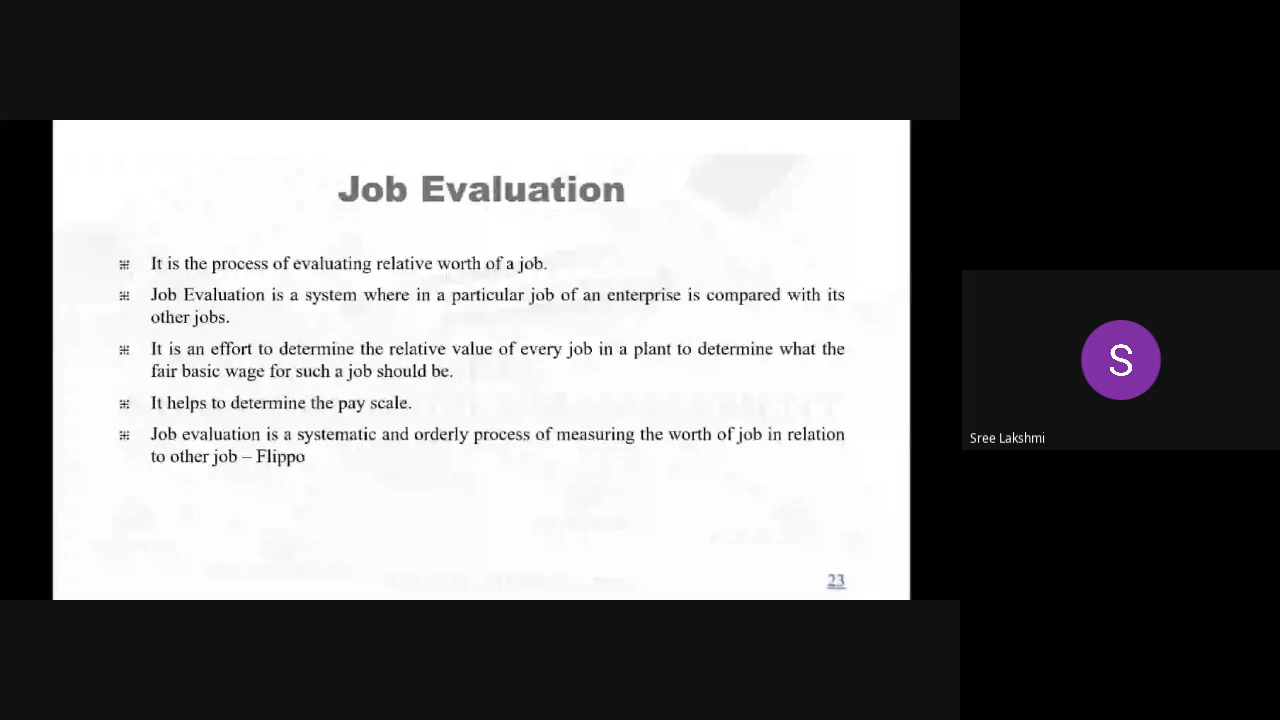 Job Evaluation
It is the process of evaluating relative worth of a job.
Job Evaluation is a system where in a particular job of an enterprise is compared with its
other jobs.
It is an effort to determine the relative value of every job in a plant to determine what the
fair basic wage for such a job should be.
It helps to determine the pay scale.
Job evaluation is a systematic and orderly process of measuring the worth of job in relation
to other job – Flippo
23
S
Sree Lakshmi